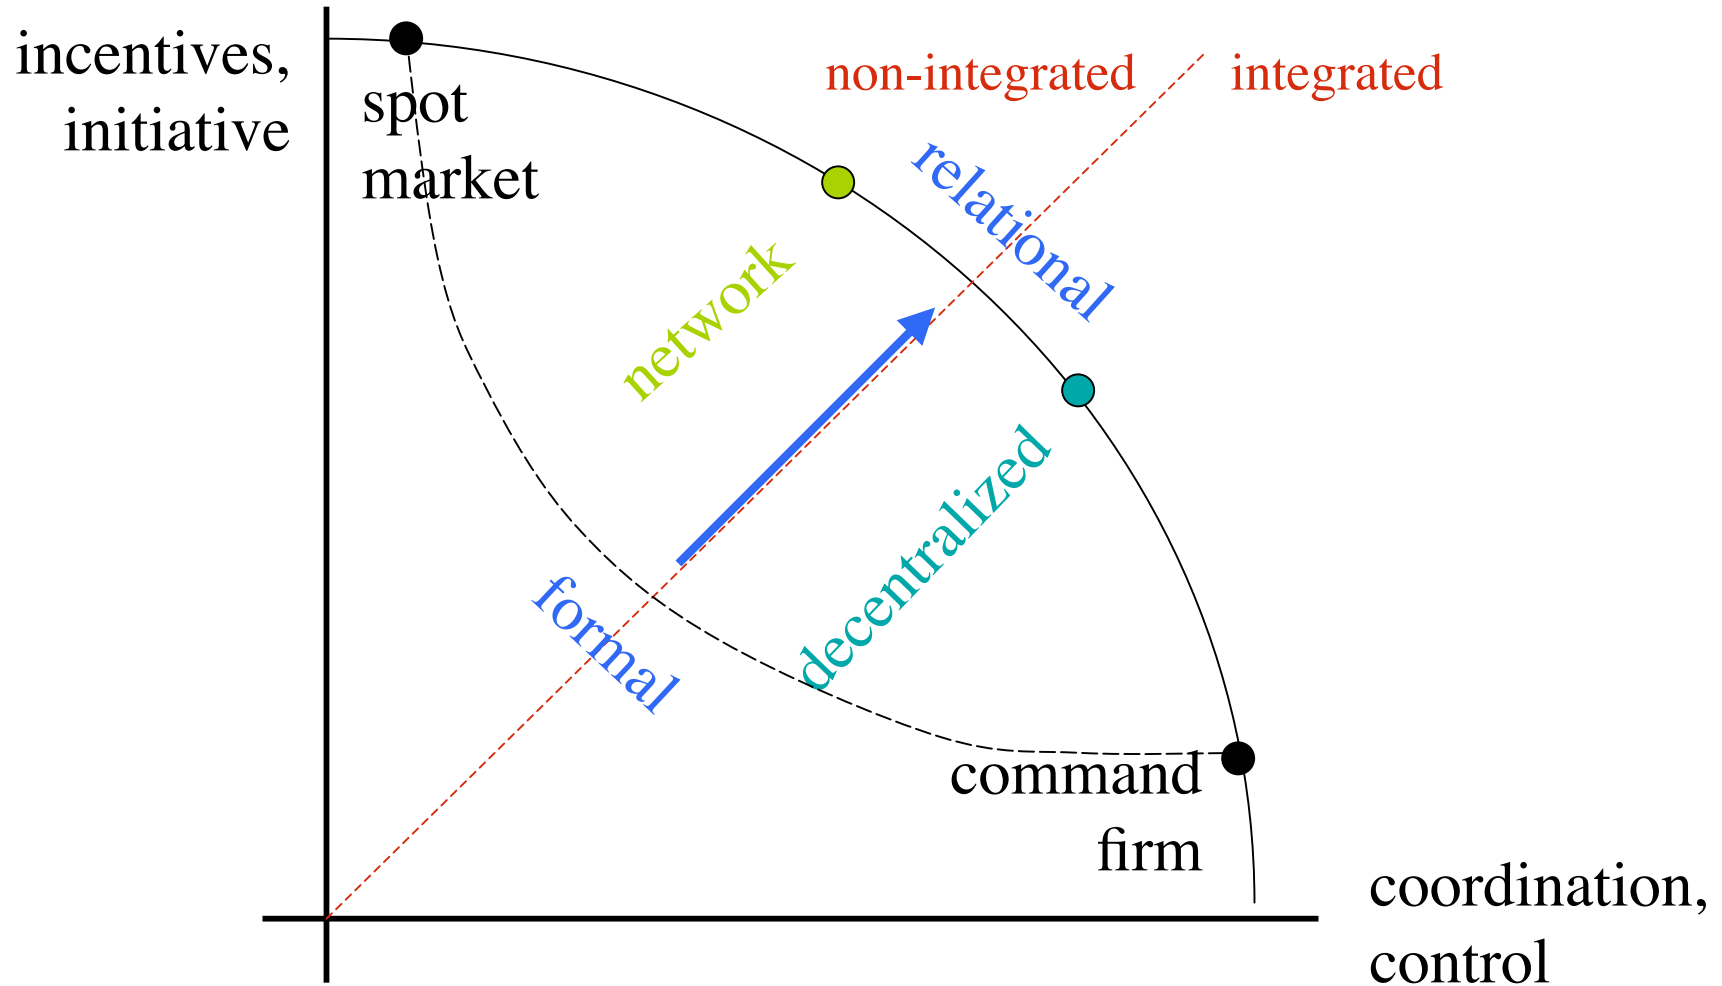 incentives,
initiative
spot
market
non-integrated
integrated
relational
network
decentralized
formal
command
firm
coordination,
control